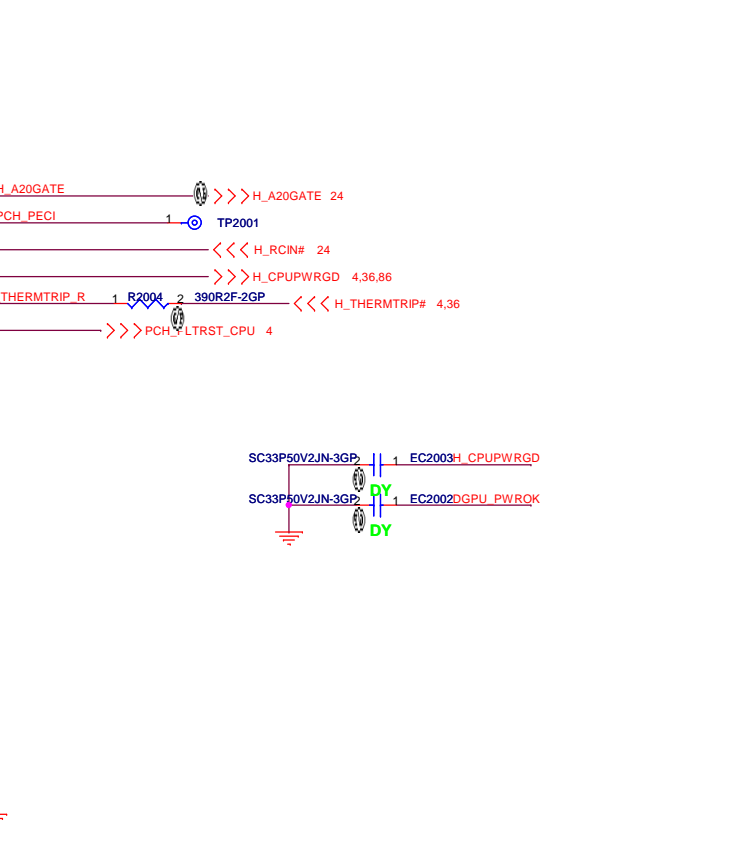 H_A20GATE H_A20GATE 24
PCH_PECI 1 TP2001
H_RCIN# 24
H_CPUPWRGD 4,36,86
THERMTRIP_R 1 R2004 2 390R2F-2GP H_THERMTRIP# 4,36
PCH_PLTRST_CPU 4
SC33P50V2JN-3GP 2 1 EC2003 H_CPUPWRGD
DY
SC33P50V2JN-3GP 2 1 EC2002 DGPU_PWROK
DY